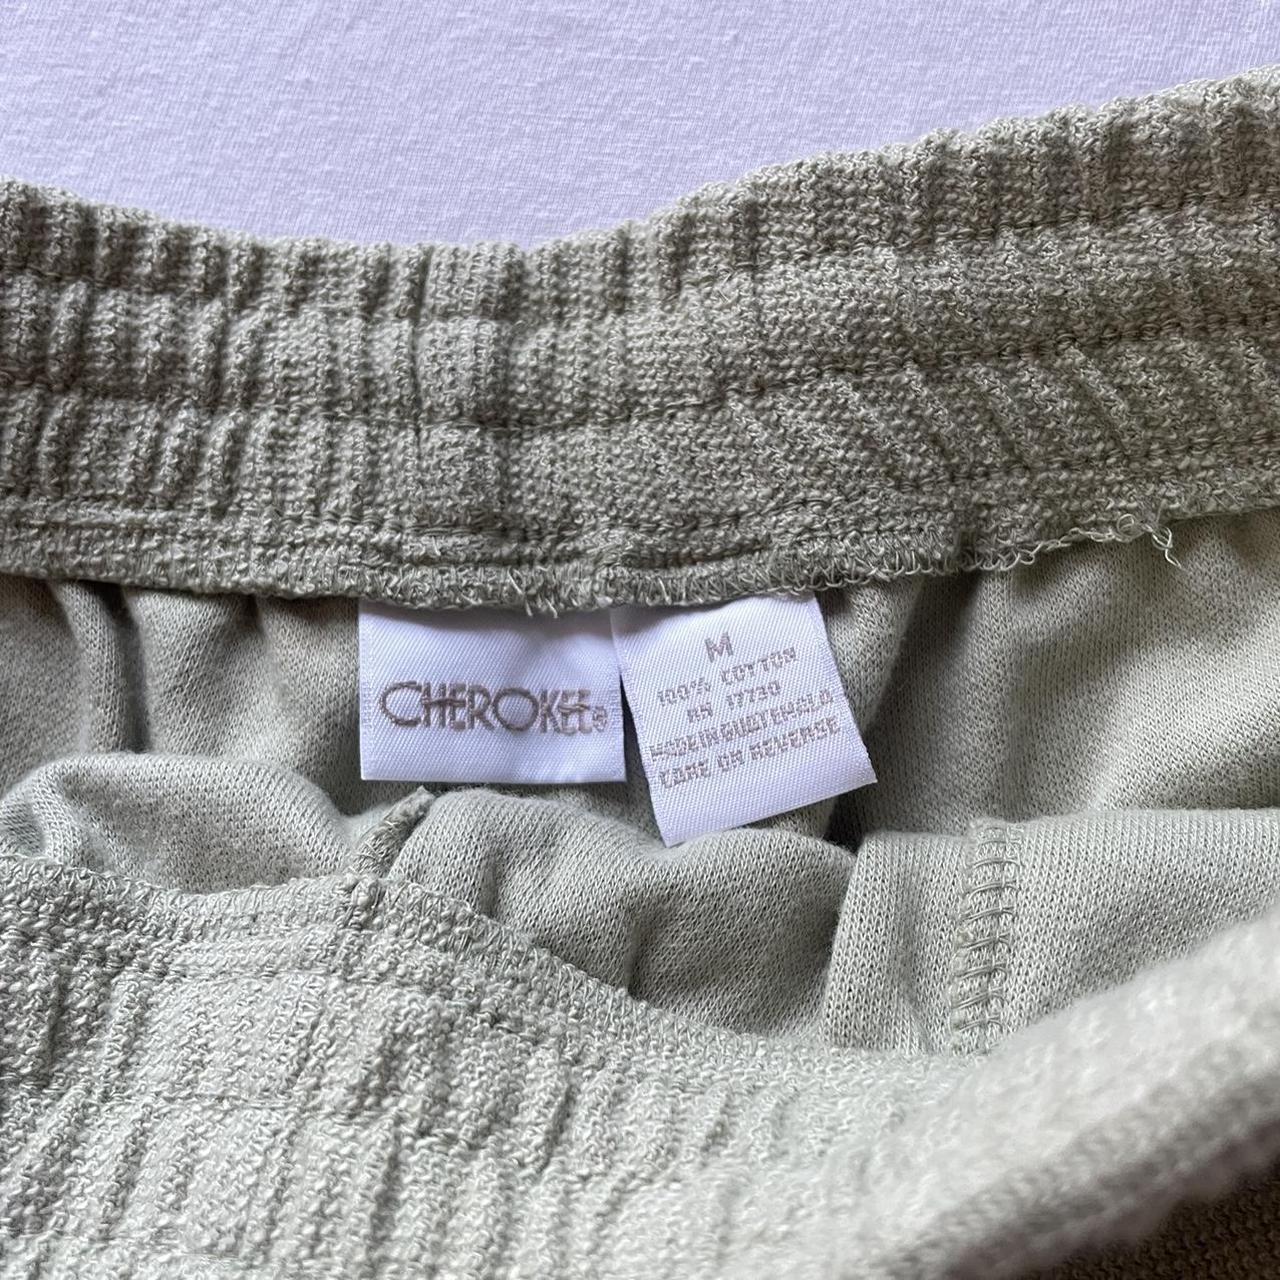 CHEROKEE®
M
100% COTTON
RN 17730
MADE IN GUATEMALA
CARE ON REVERSE